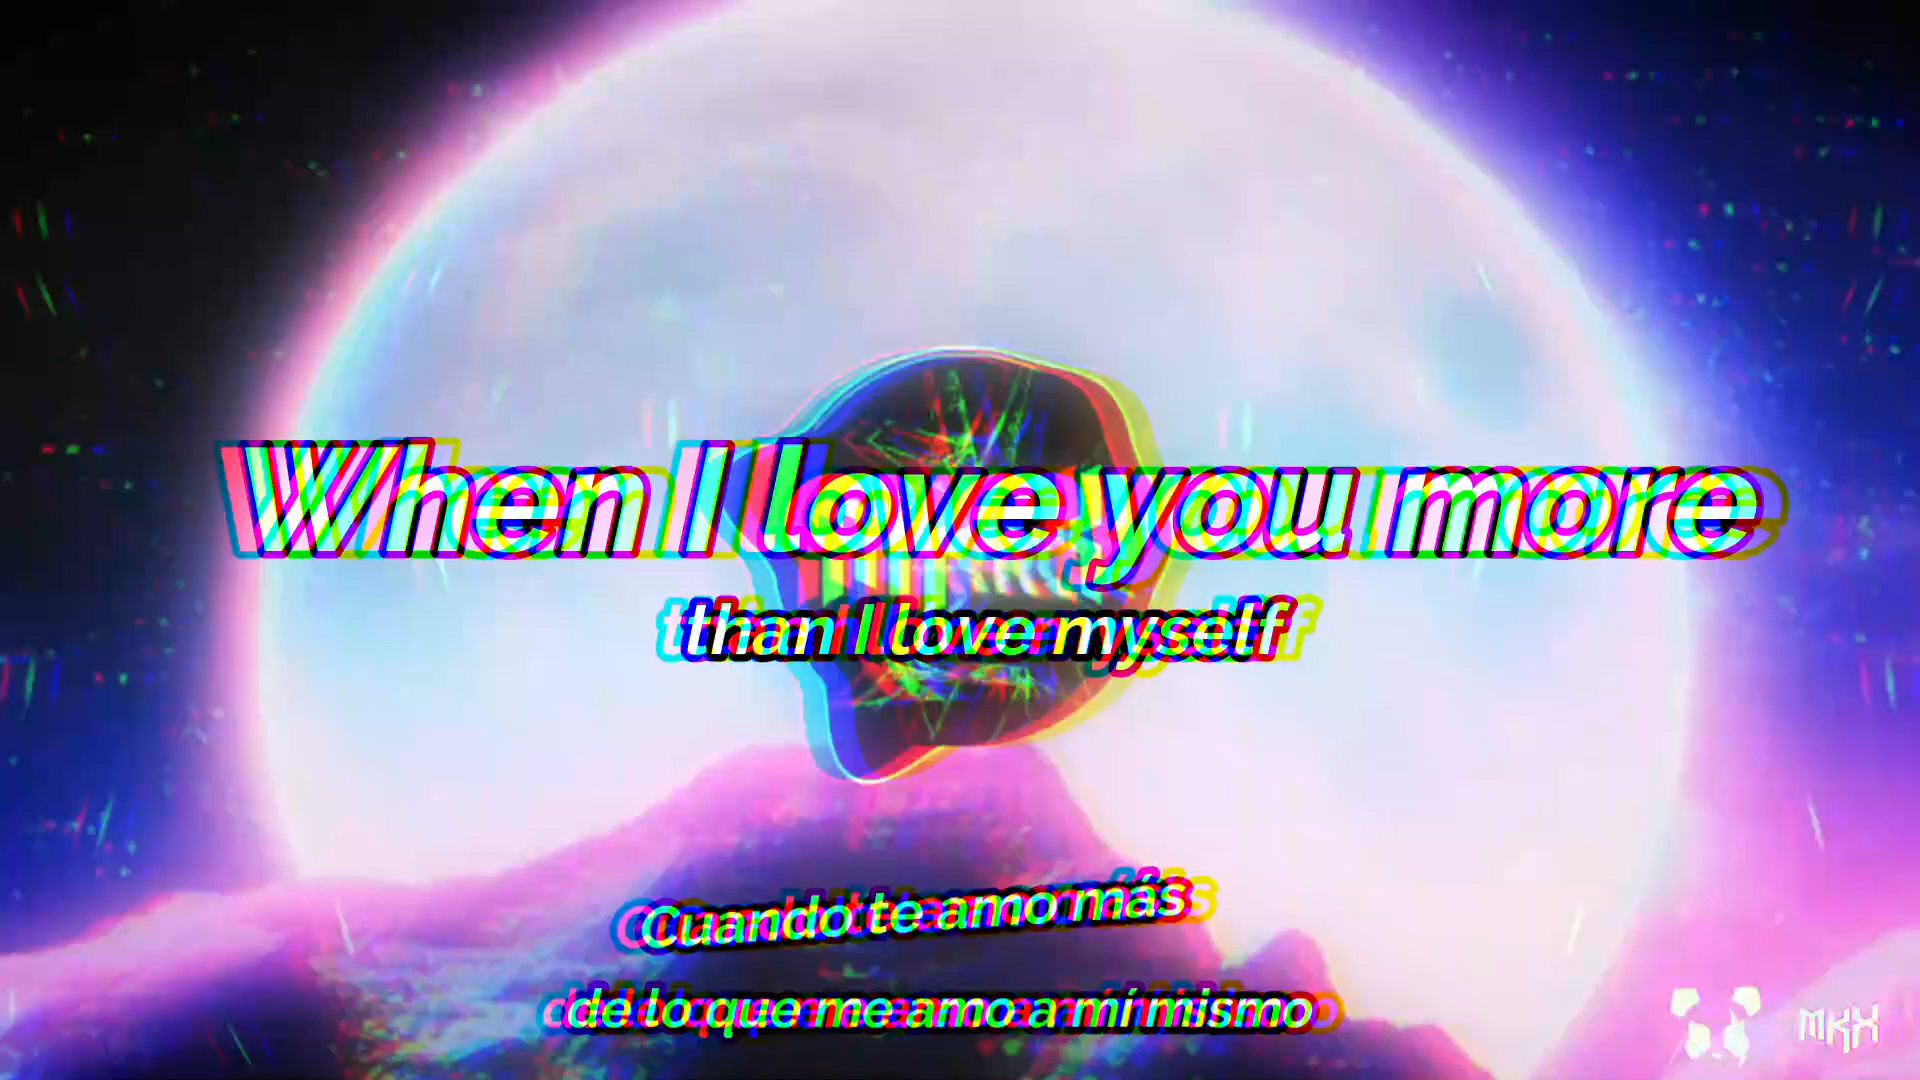 When I love you more
than I love myself
Cuando te amo más
de lo que me amo a mí mismo
MKX